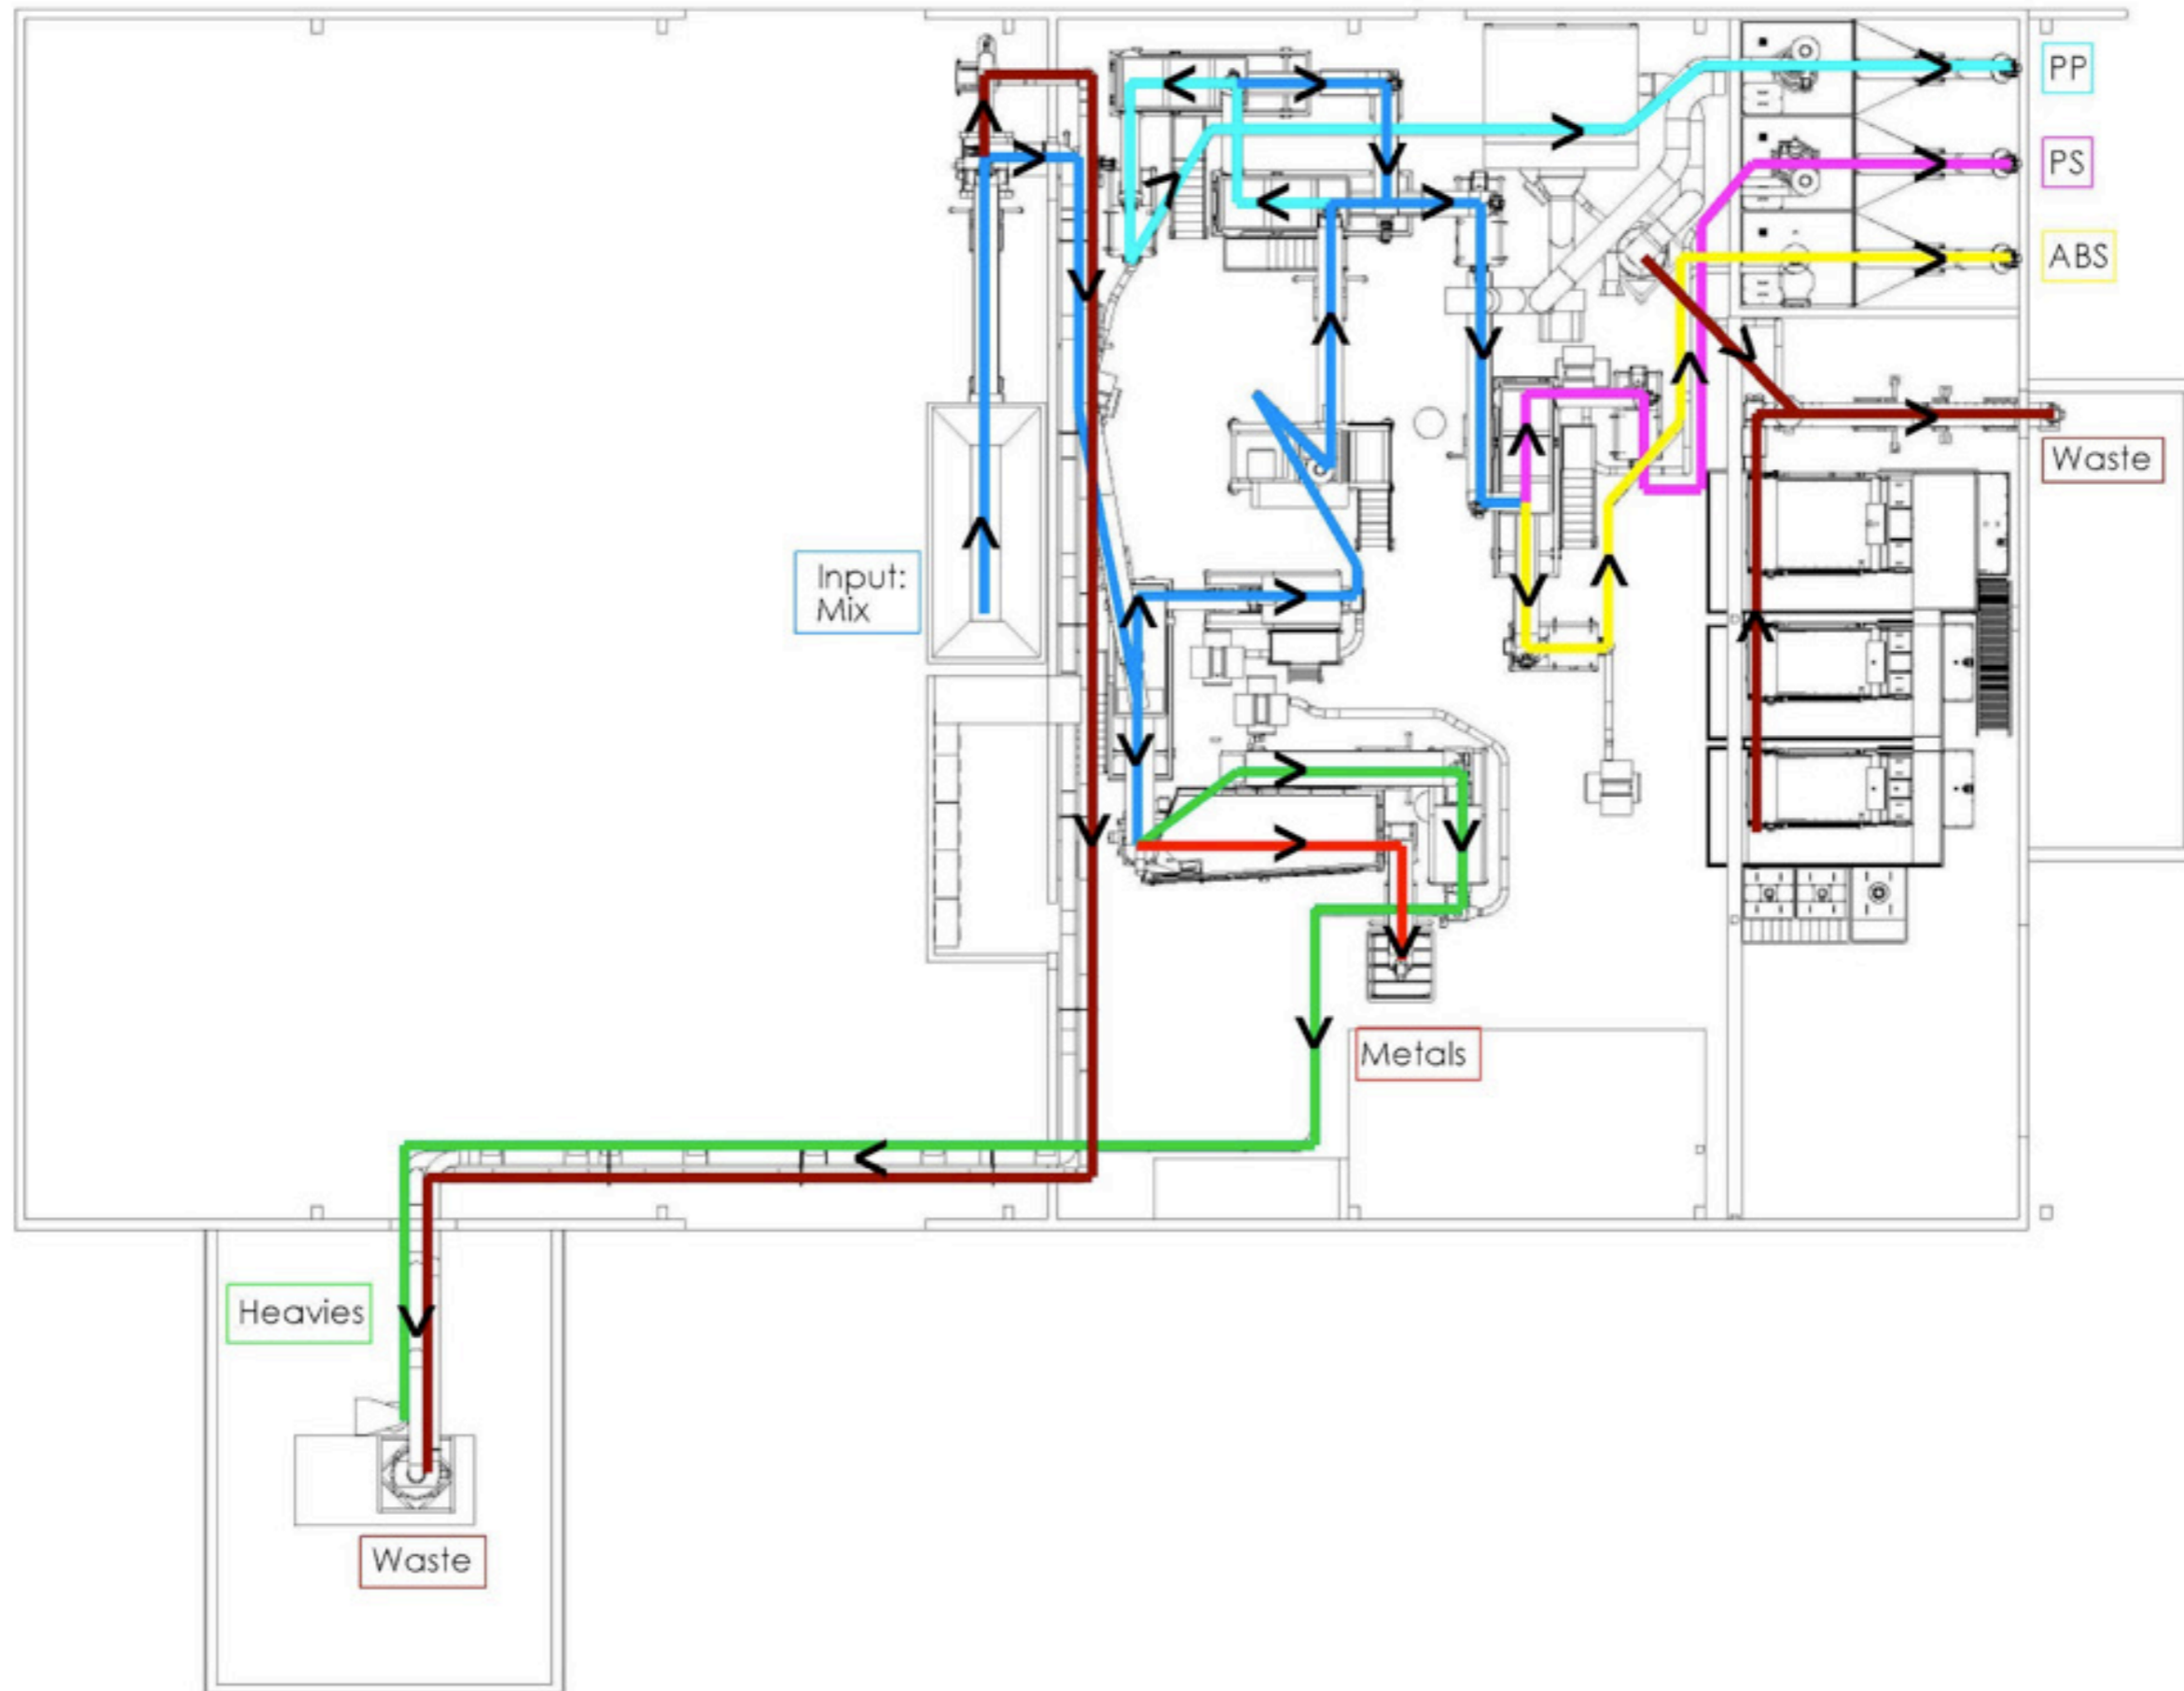 PP
PS
ABS
Waste
Input:
Mix
Metals
Heavies
Waste